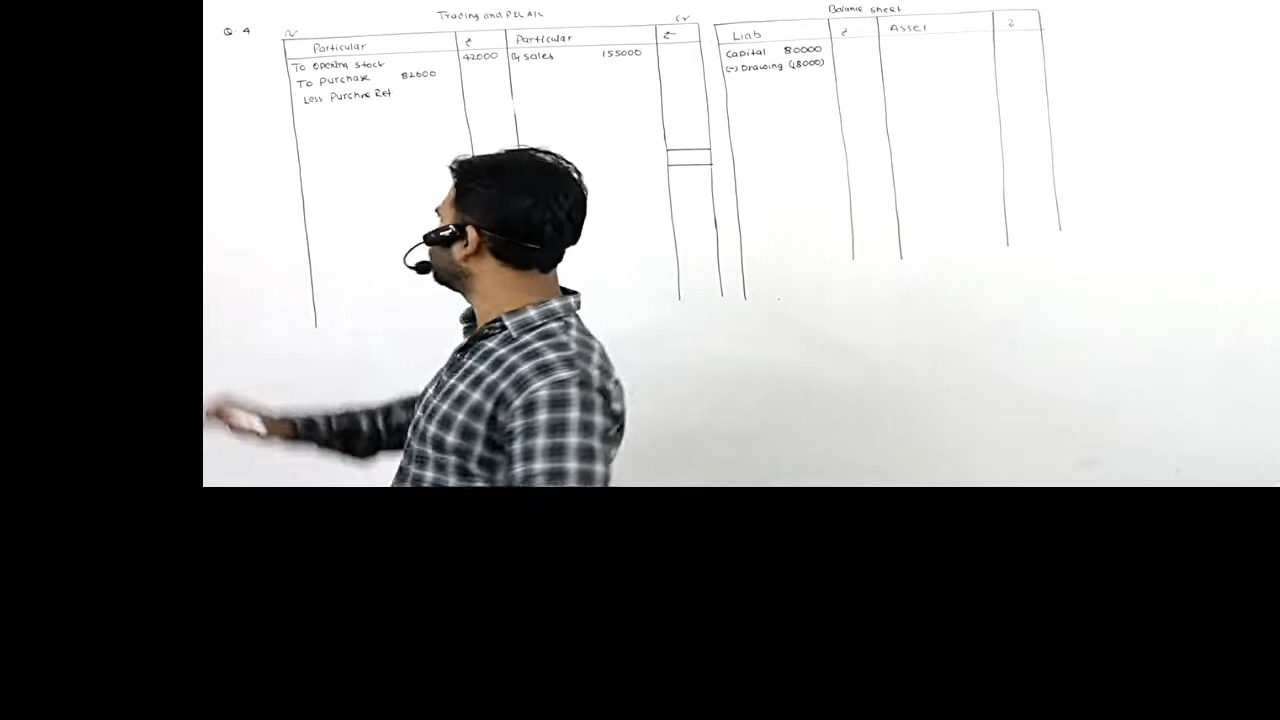 Trading and P&L A/c
Q. 4
Dr
Cr
Particular ₹ Particular ₹
To Opening stock 42000 By Sales 155000
To Purchase 82600
Less Purchase Ret
Balance sheet
Liab ₹ Asset ₹
Capital 80000
(-) Drawing (18000)